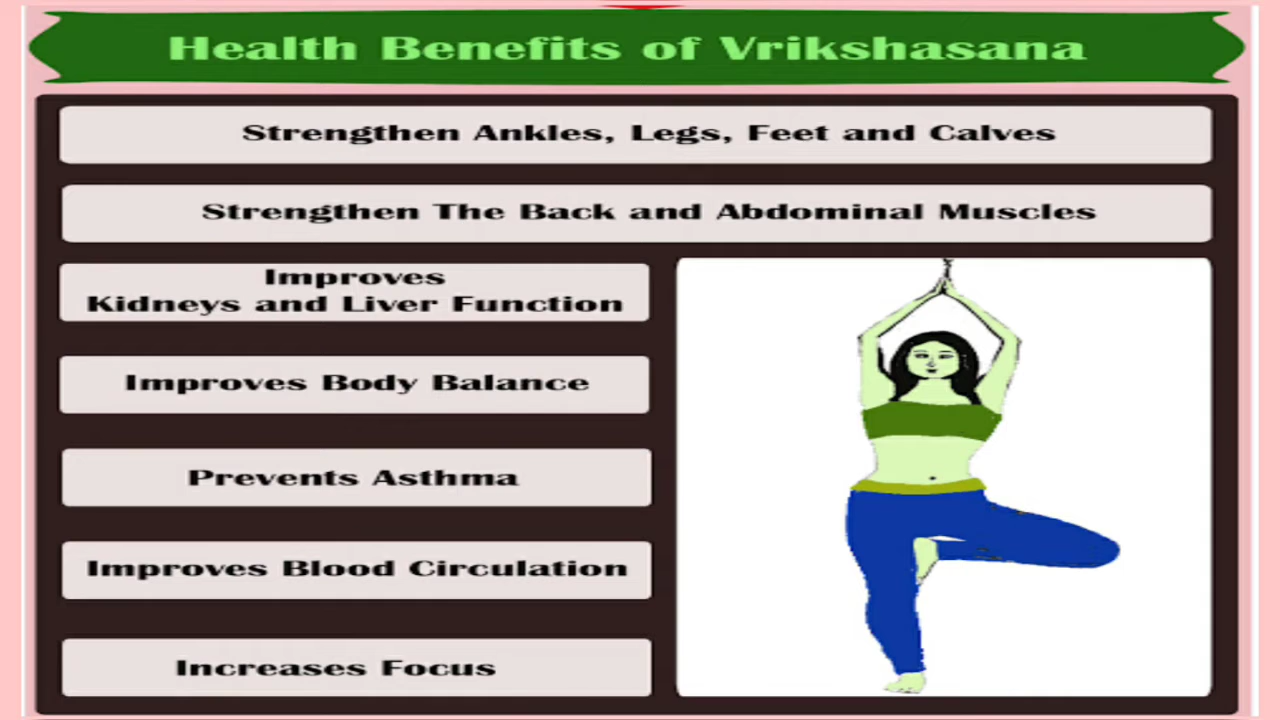 Health Benefits of Vrikshasana
Strengthen Ankles, Legs, Feet and Calves
Strengthen The Back and Abdominal Muscles
Improves
Kidneys and Liver Function
Improves Body Balance
Prevents Asthma
Improves Blood Circulation
Increases Focus